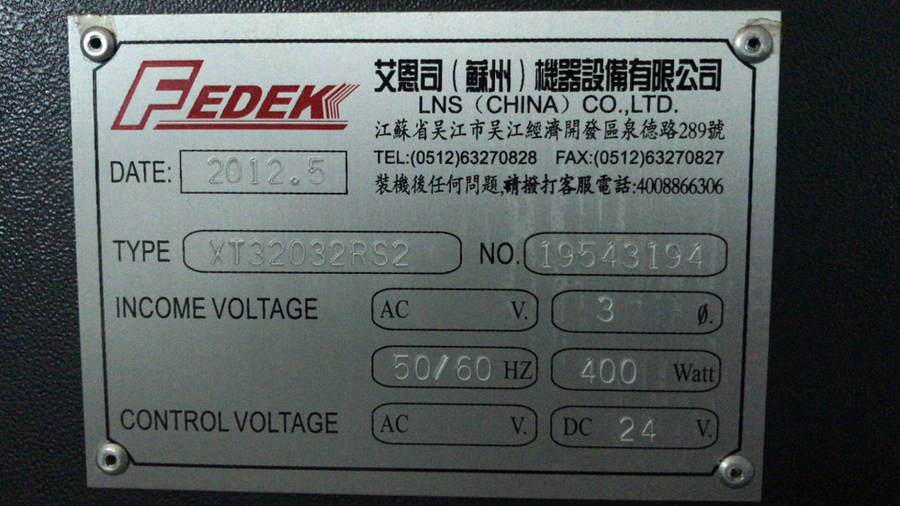 FEDEK
艾恩司（蘇州）機器設備有限公司
LNS（CHINA）CO.,LTD.
江蘇省吴江市吴江經濟開發區泉德路289號
TEL:(0512)63270828 FAX:(0512)63270827
裝機後任何問題,請撥打客服電話:4008866306
DATE: 2012.5
TYPE XT32032RS2 NO. 19543194
INCOME VOLTAGE AC V. 3 Ø.
50/60 HZ 400 Watt
CONTROL VOLTAGE AC V. DC 24 V.